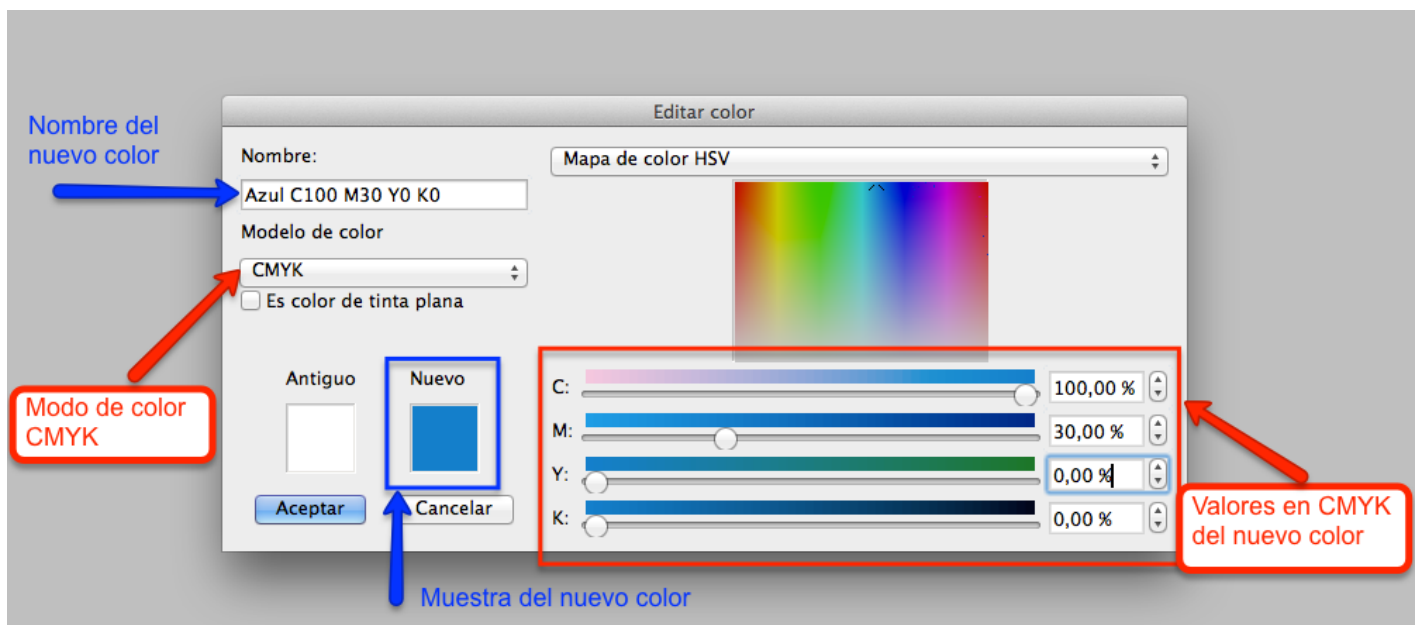 Editar color
Nombre del
nuevo color
Nombre:
Mapa de color HSV
Azul C100 M30 Y0 K0
Modelo de color
CMYK
Es color de tinta plana
Antiguo
Nuevo
C:
100,00 %
Modo de color
CMYK
M:
30,00 %
Y:
0,00 %
Aceptar
Cancelar
K:
0,00 %
Valores en CMYK
del nuevo color
Muestra del nuevo color